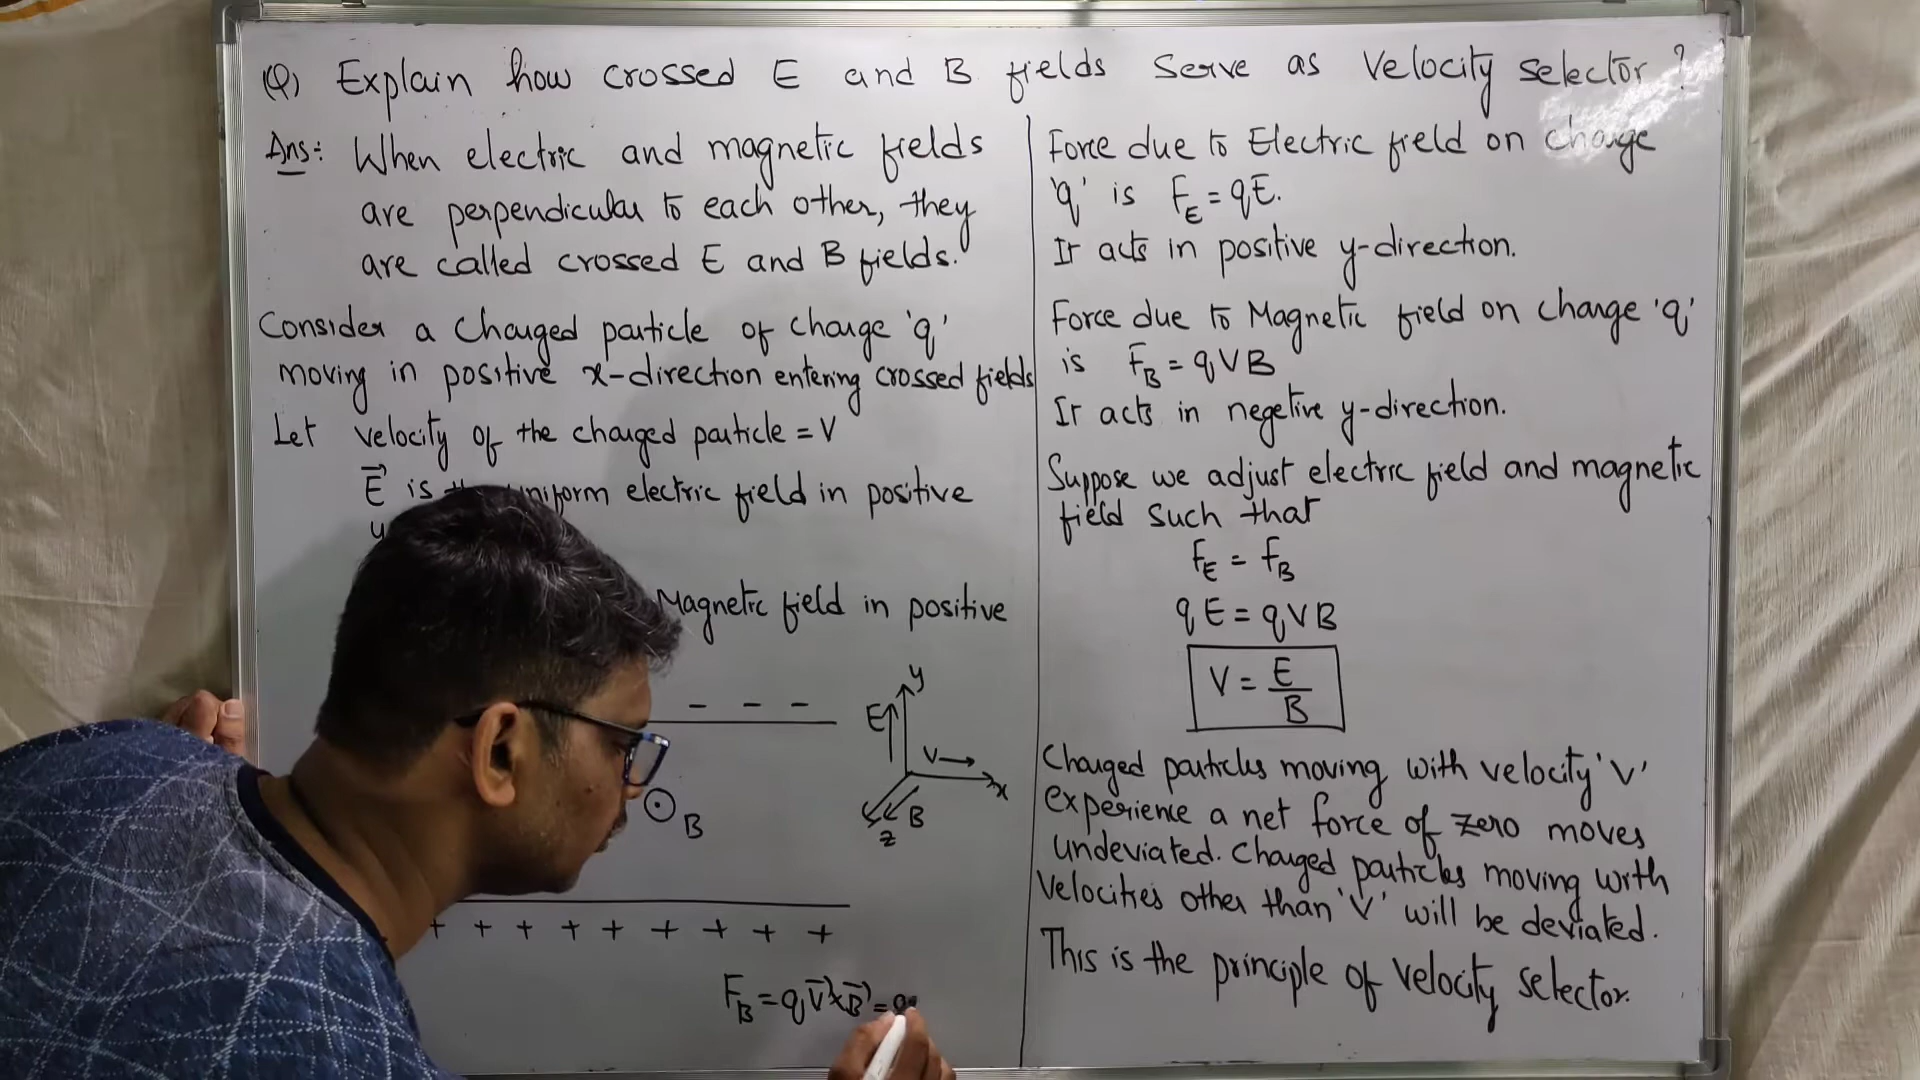 Q) Explain how crossed E and B fields serve as velocity selector?
Ans: When electric and magnetic fields
are perpendicular to each other, they
are called crossed E and B fields.
Consider a charged particle of charge 'q'
moving in positive x-direction entering crossed fields
Let velocity of the charged particle = V
E⃗ is uniform electric field in positive
Magnetic field in positive
- - -
y
E
V
x
B
z
B
+ + + + + + + + +
F_B = qV⃗×B⃗ = q
Force due to Electric field on charge
'q' is F_E = qE.
It acts in positive y-direction.
Force due to Magnetic field on charge 'q'
is F_B = qVB
It acts in negetive y-direction.
Suppose we adjust electric field and magnetic
field such that
F_E = F_B
qE = qVB
V = E/B
Charged particles moving with velocity 'V'
experience a net force of zero moves
undeviated. Charged particles moving with
velocities other than 'V' will be deviated.
This is the principle of velocity selector.